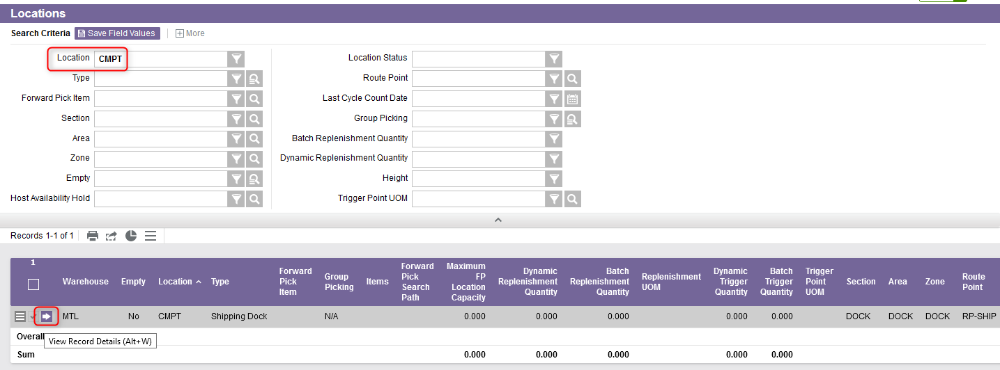 Locations
Search Criteria Save Field Values More
Location CMPT Location Status
Type Route Point
Forward Pick Item Last Cycle Count Date
Section Group Picking
Area Batch Replenishment Quantity
Zone Dynamic Replenishment Quantity
Empty Height
Host Availability Hold Trigger Point UOM
Records 1-1 of 1
1
Warehouse Empty Location Type Forward Pick Item Group Picking Items Forward Pick Search Path Maximum FP Location Capacity Dynamic Replenishment Quantity Batch Replenishment Quantity Replenishment UOM Dynamic Trigger Quantity Batch Trigger Quantity Trigger Point UOM Section Area Zone Route Point
MTL No CMPT Shipping Dock N/A 0.000 0.000 0.000 0.000 0.000 DOCK DOCK DOCK RP-SHIP
Overall
View Record Details (Alt+W)
Sum 0.000 0.000 0.000 0.000 0.000